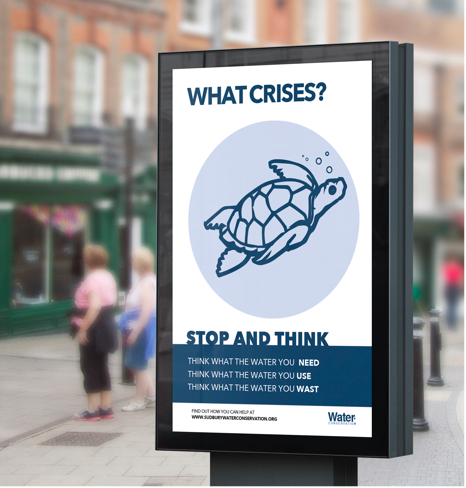 WHAT CRISES?
STOP AND THINK
THINK WHAT THE WATER YOU NEED
THINK WHAT THE WATER YOU USE
THINK WHAT THE WATER YOU WAST
FIND OUT HOW YOU CAN HELP AT
WWW.SUDBURYWATERCONSERVATION.ORG
Water
CONSERVATION